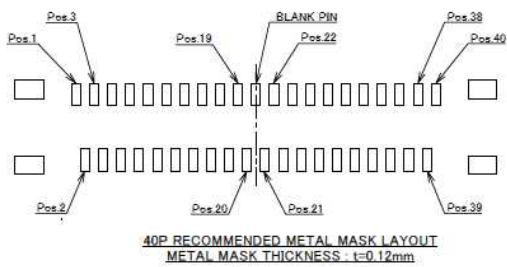 Pos.3 BLANK PIN Pos.38
Pos.1 Pos.19 Pos.22 Pos.40
Pos.2 Pos.20 Pos.21 Pos.39
40P RECOMMENDED METAL MASK LAYOUT
METAL MASK THICKNESS : t=0.12mm